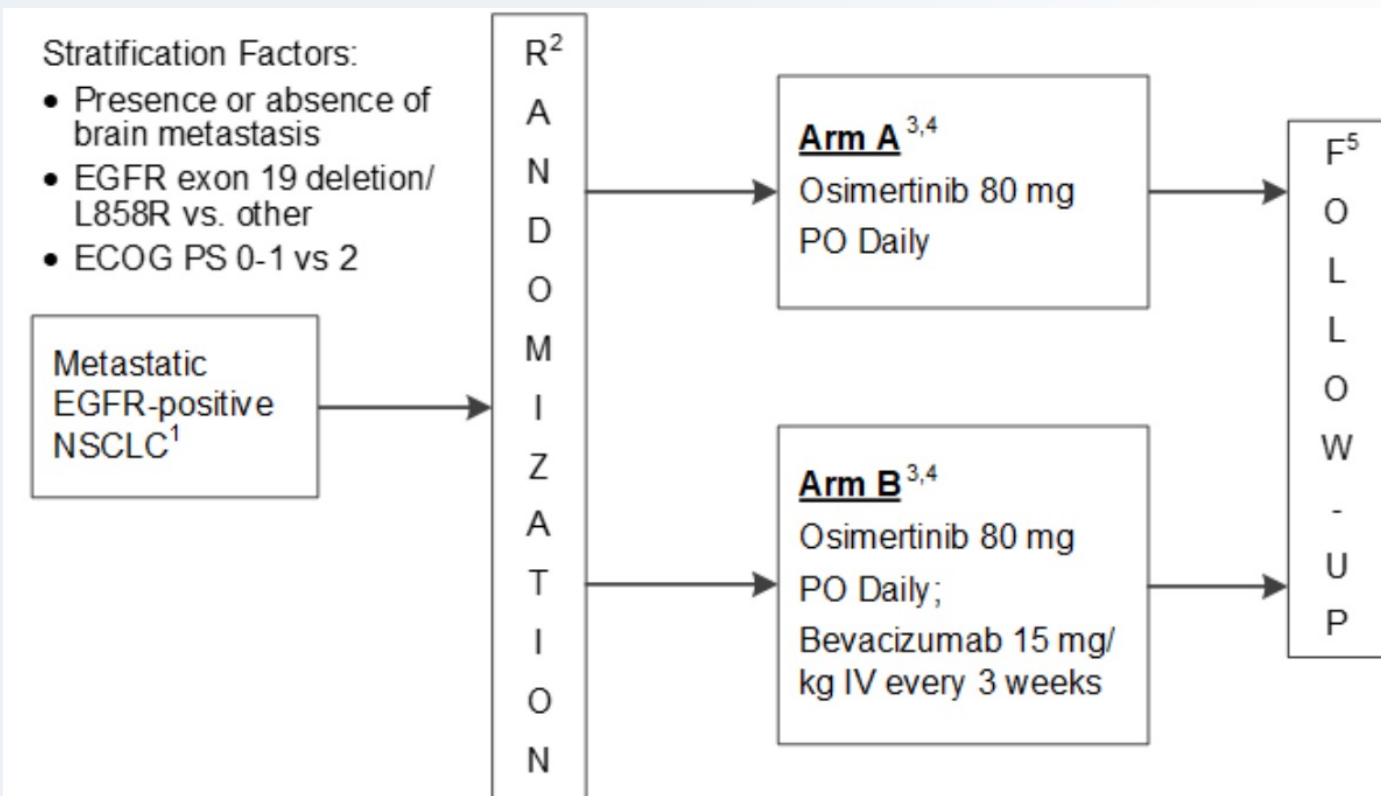 Stratification Factors:
• Presence or absence of
brain metastasis
• EGFR exon 19 deletion/
L858R vs. other
• ECOG PS 0-1 vs 2
Metastatic
EGFR-positive
NSCLC¹
R²
A
N
D
O
M
I
Z
A
T
I
O
N
Arm A ³,⁴
Osimertinib 80 mg
PO Daily
Arm B ³,⁴
Osimertinib 80 mg
PO Daily;
Bevacizumab 15 mg/
kg IV every 3 weeks
F⁵
O
L
L
O
W
-
U
P